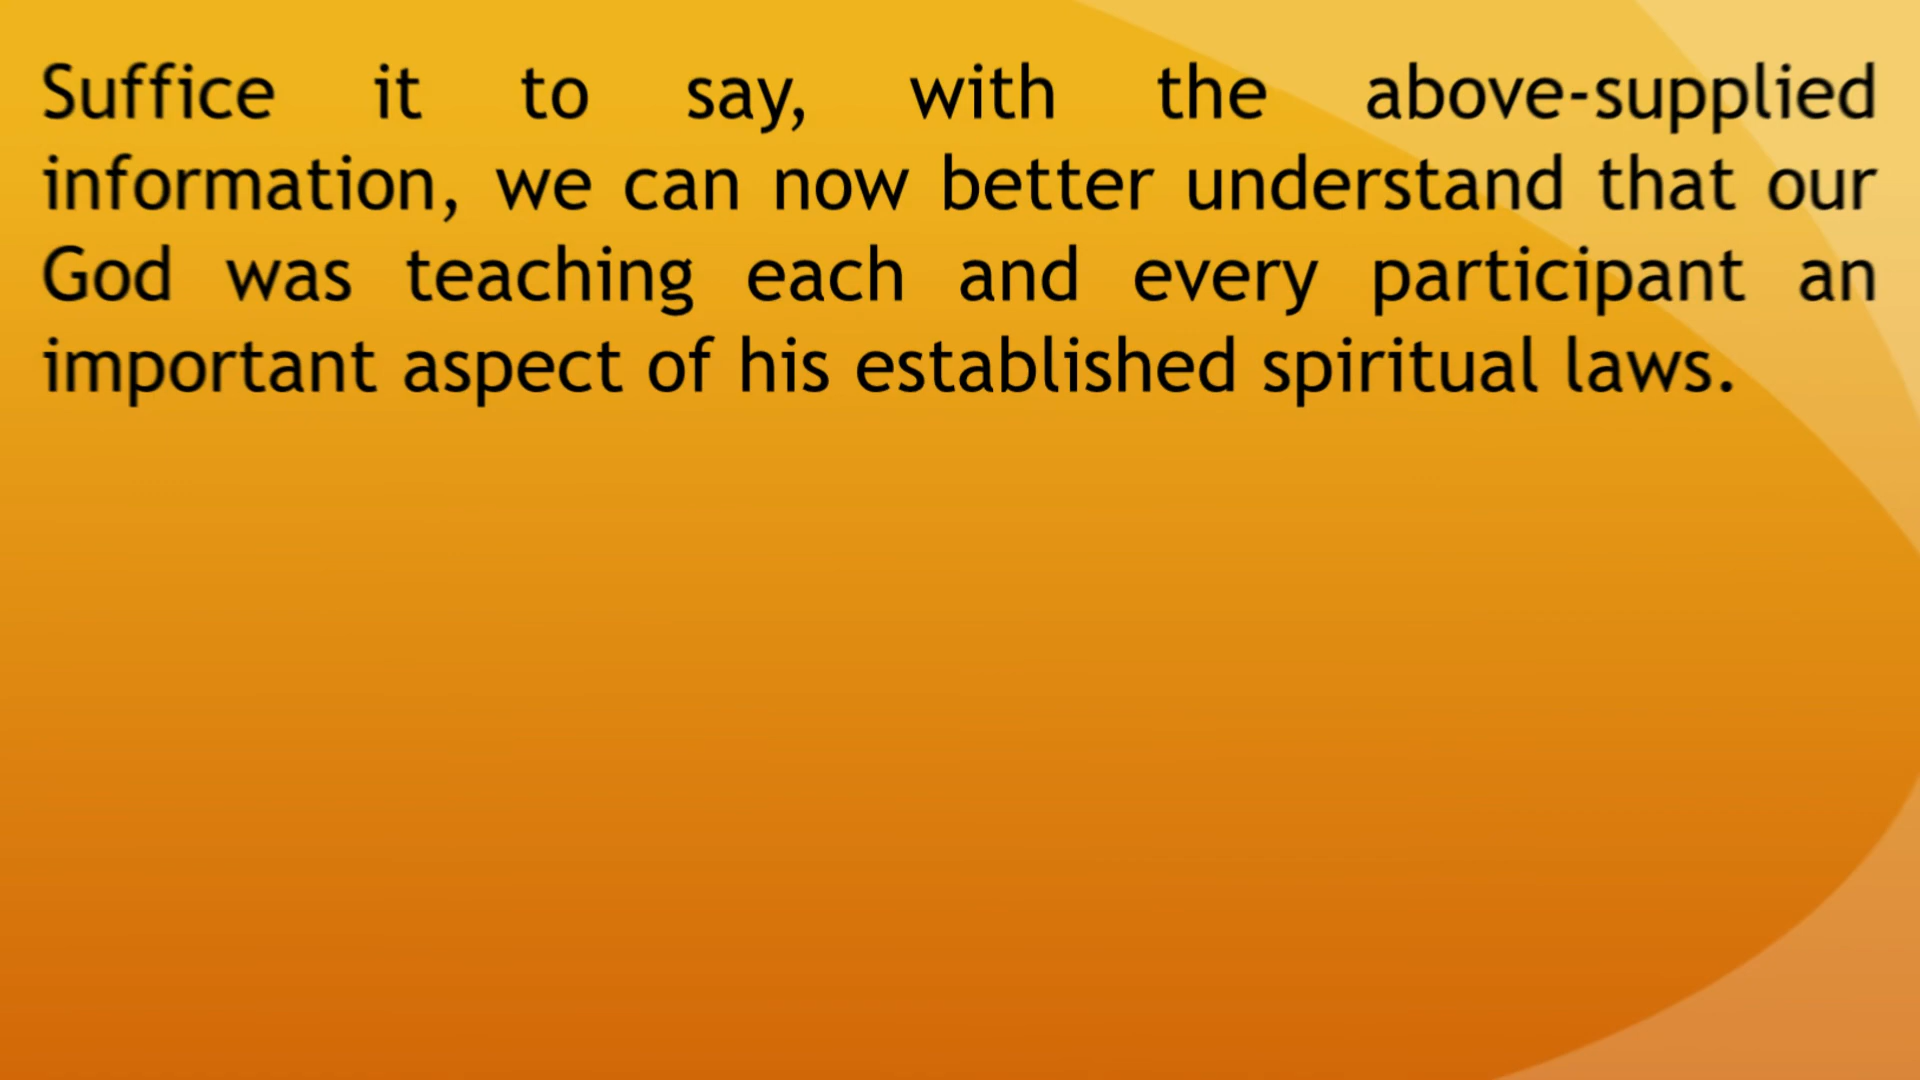 Suffice it to say, with the above-supplied
information, we can now better understand that our
God was teaching each and every participant an
important aspect of his established spiritual laws.